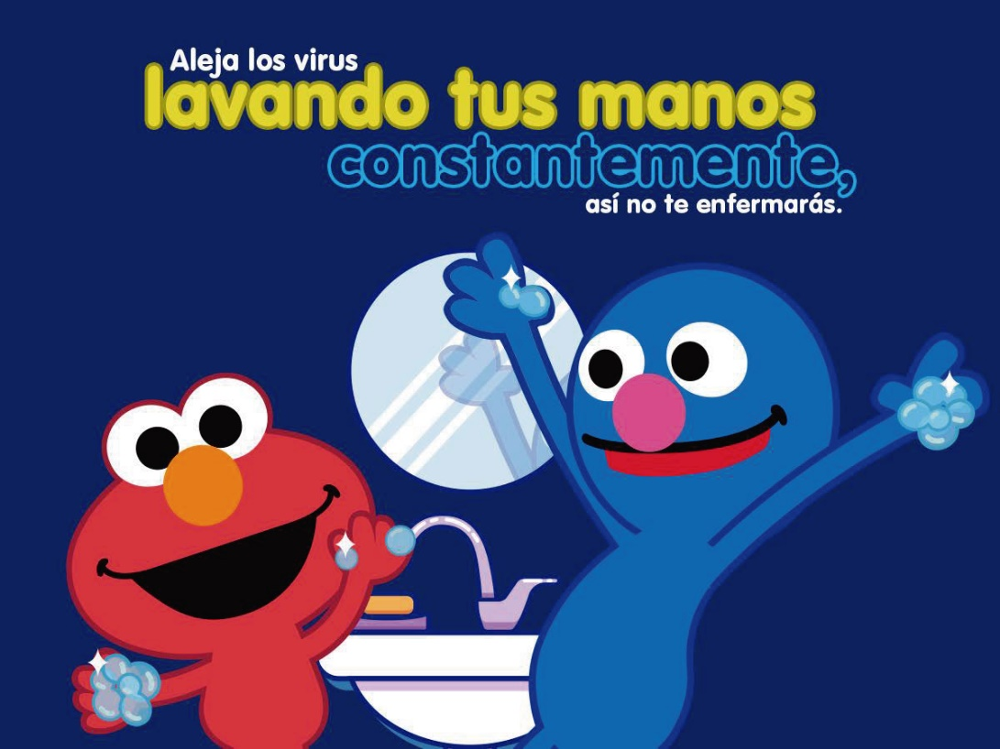 Aleja los virus
lavando tus manos
constantemente,
así no te enfermarás.